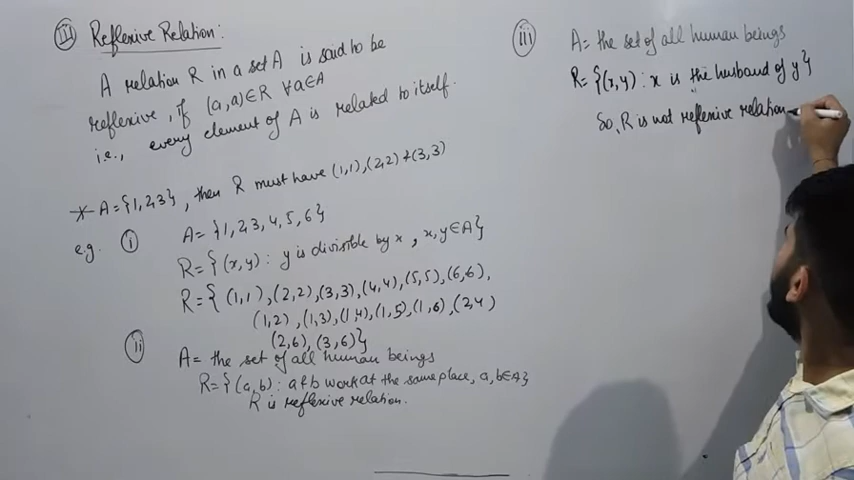 (III) Reflexive Relation:
A relation R in a set A is said to be
reflexive, if (a,a)∈R ∀a∈A
i.e., every element of A is related to itself.
* A={1,2,3}, then R must have (1,1),(2,2)&(3,3)
e.g. (i) A={1,2,3,4,5,6}
R={(x,y): y is divisible by x, x,y∈A}
R={(1,1),(2,2),(3,3),(4,4),(5,5),(6,6),
(1,2),(1,3),(1,4),(1,5),(1,6),(2,4)
(2,6),(3,6)}
(ii) A= the set of all human beings
R={(a,b): a&b work at the same place, a,b∈A}
R is reflexive relation.
(iii) A= the set of all human beings
R={(x,y): x is the husband of y}
So, R is not reflexive relation